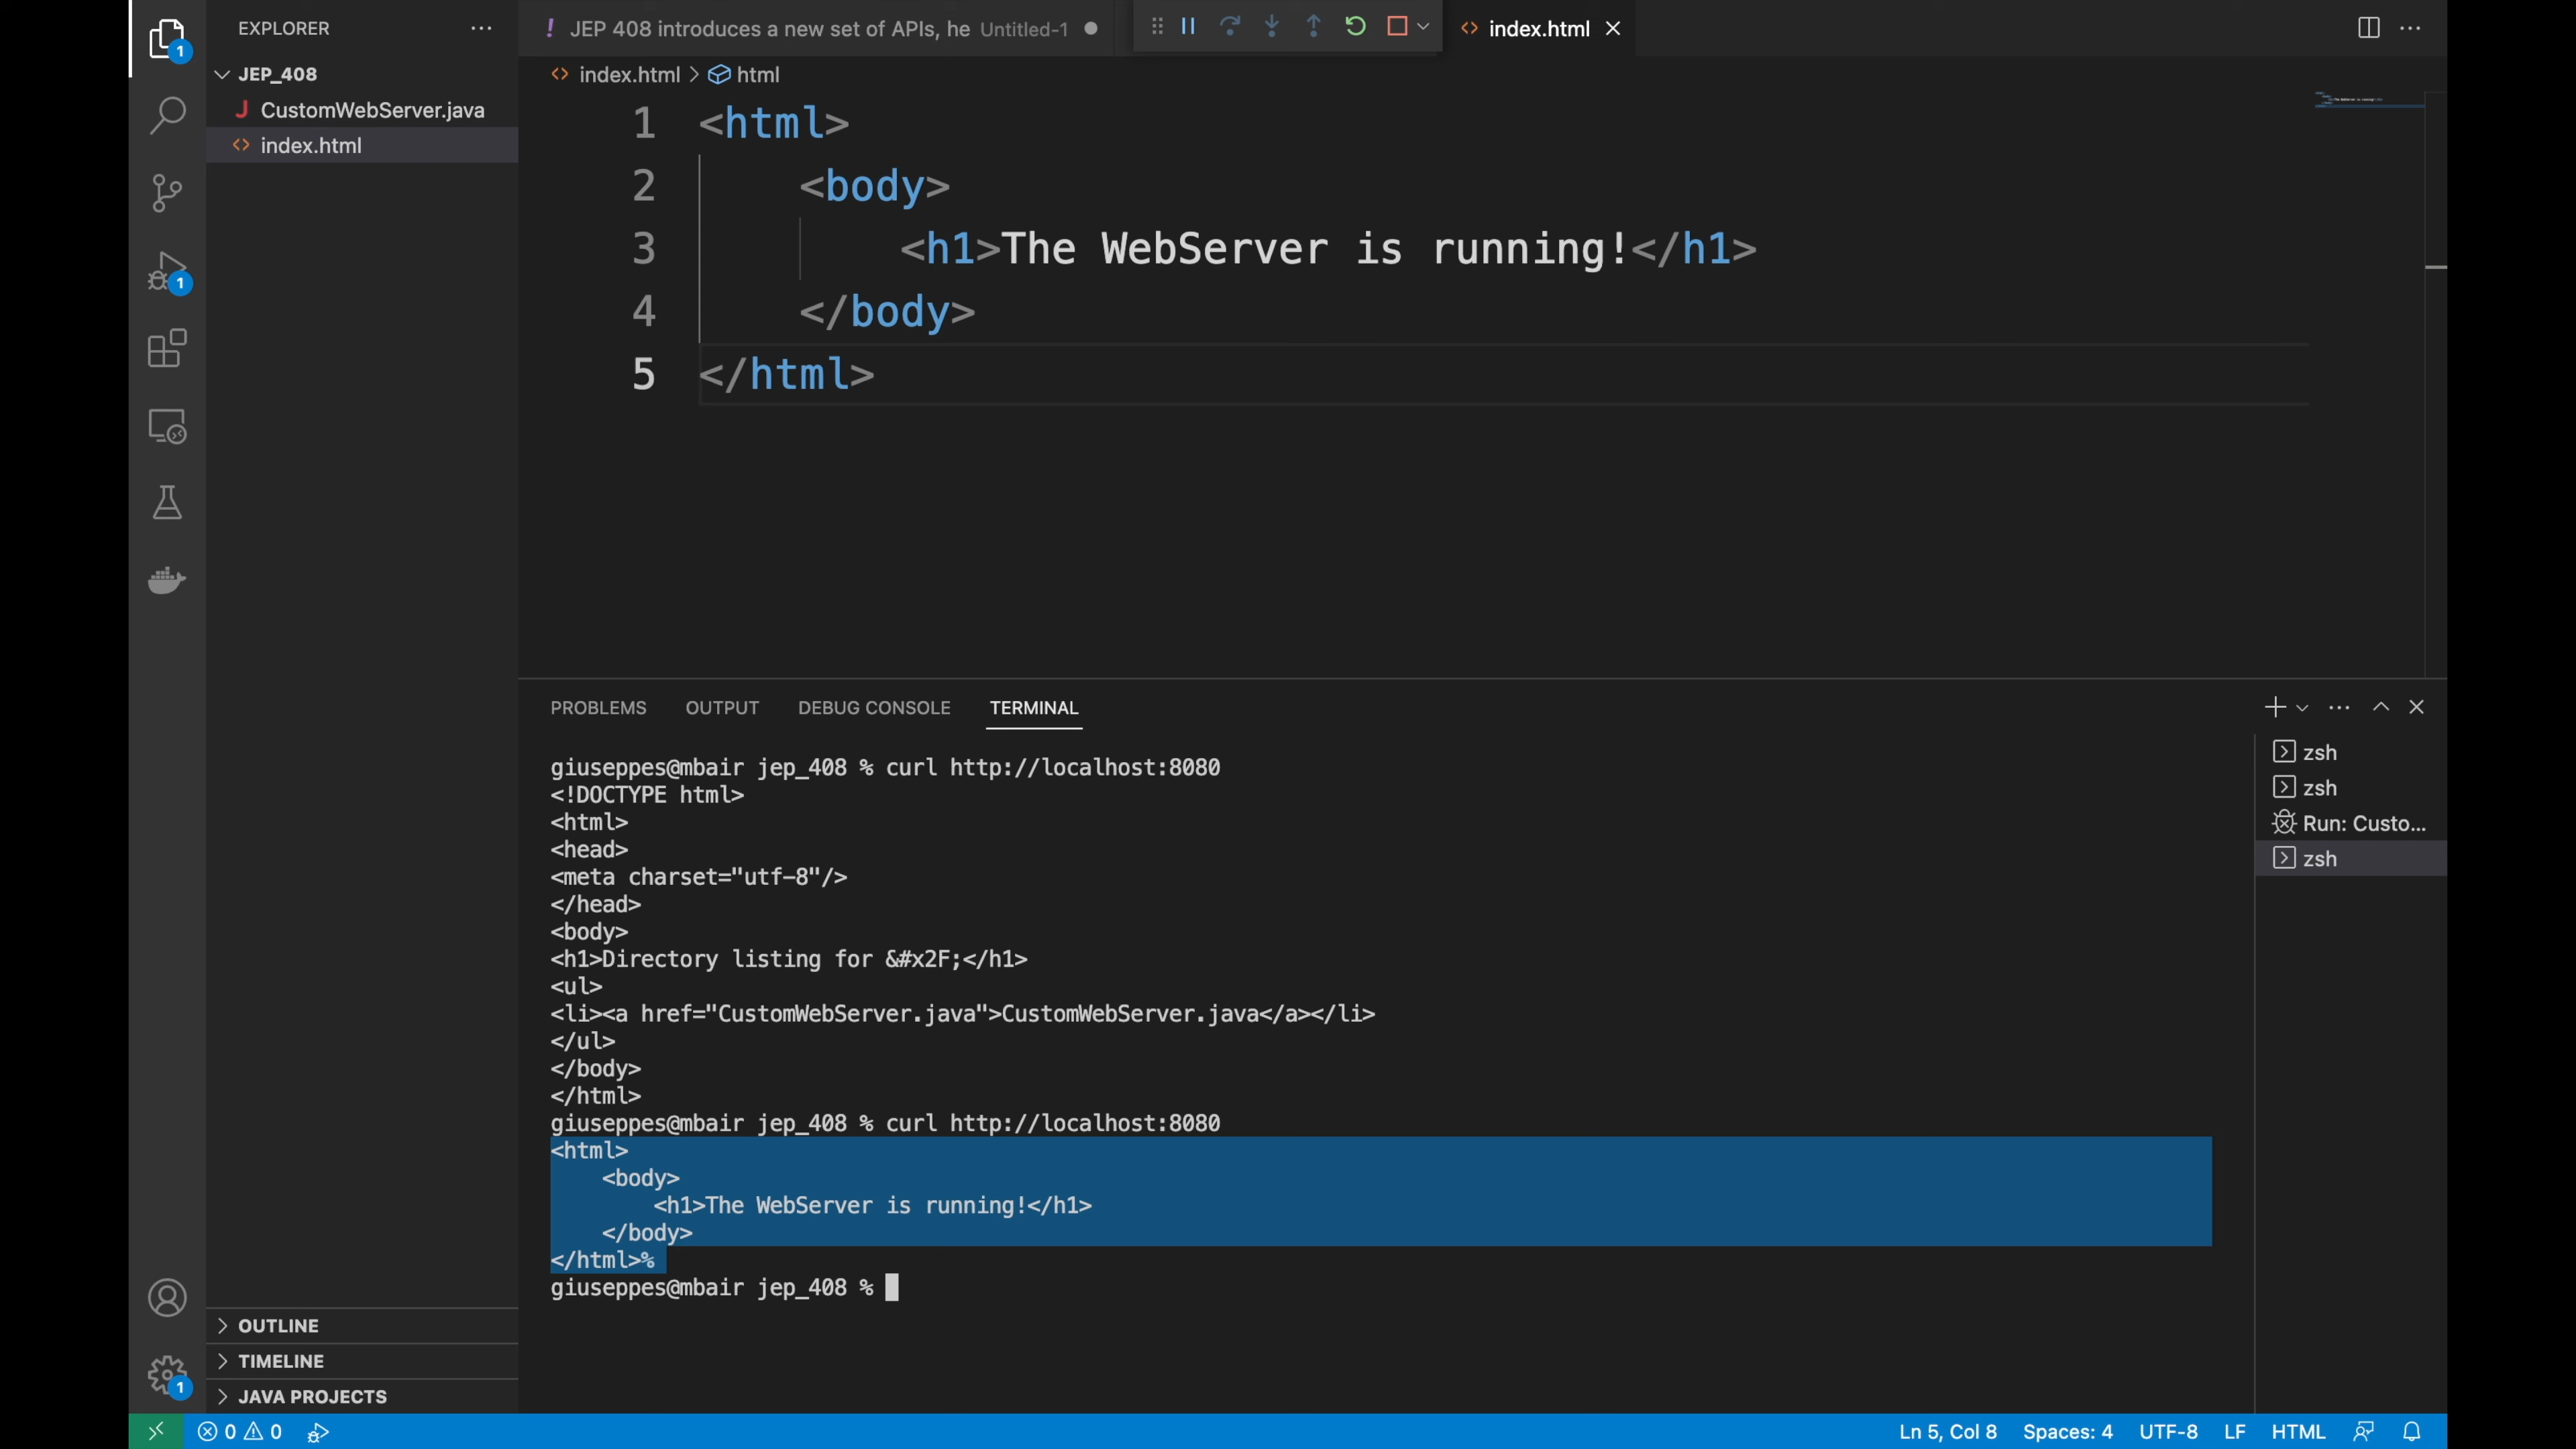 EXPLORER
JEP_408
CustomWebServer.java
index.html
OUTLINE
TIMELINE
JAVA PROJECTS
1
1
1
! JEP 408 introduces a new set of APIs, he Untitled-1
index.html
index.html > html
1 <html>
2     <body>
3         <h1>The WebServer is running!</h1>
4     </body>
5 </html>
PROBLEMS OUTPUT DEBUG CONSOLE TERMINAL
giuseppes@mbair jep_408 % curl http://localhost:8080
<!DOCTYPE html>
<html>
<head>
<meta charset="utf-8"/>
</head>
<body>
<h1>Directory listing for &#x2F;</h1>
<ul>
<li><a href="CustomWebServer.java">CustomWebServer.java</a></li>
</ul>
</body>
</html>
giuseppes@mbair jep_408 % curl http://localhost:8080
<html>
    <body>
        <h1>The WebServer is running!</h1>
    </body>
</html>%
giuseppes@mbair jep_408 %
zsh
zsh
Run: Custo...
zsh
0 0
Ln 5, Col 8 Spaces: 4 UTF-8 LF HTML